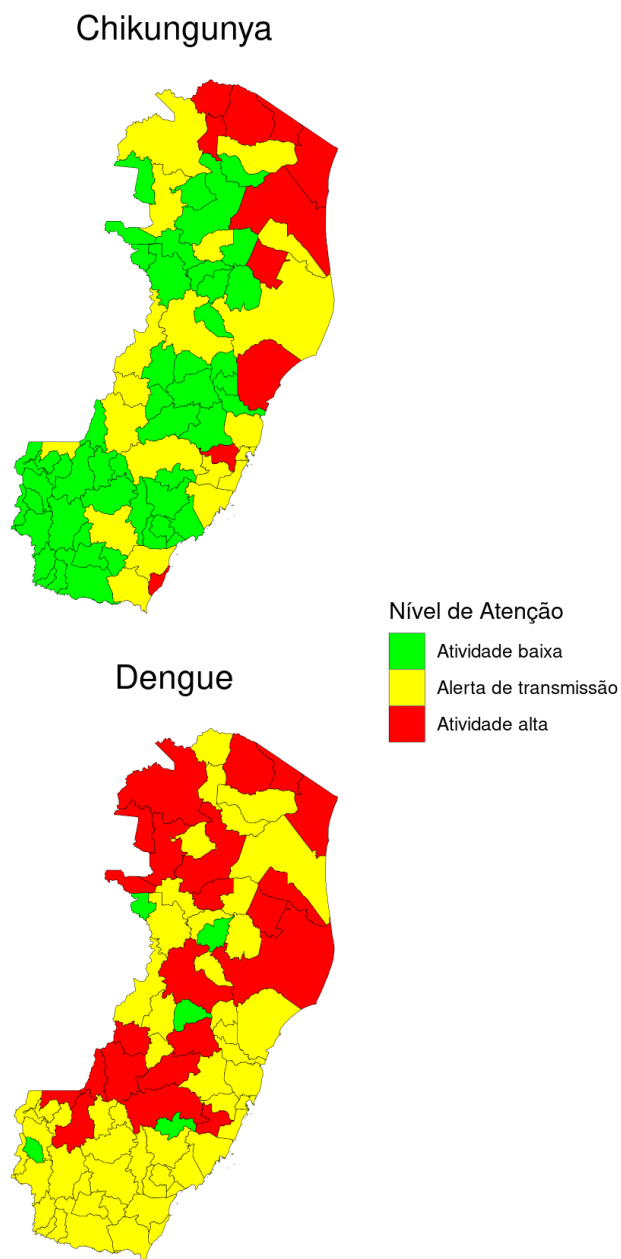 Chikungunya
Nível de Atenção
Atividade baixa
Alerta de transmissão
Atividade alta
Dengue